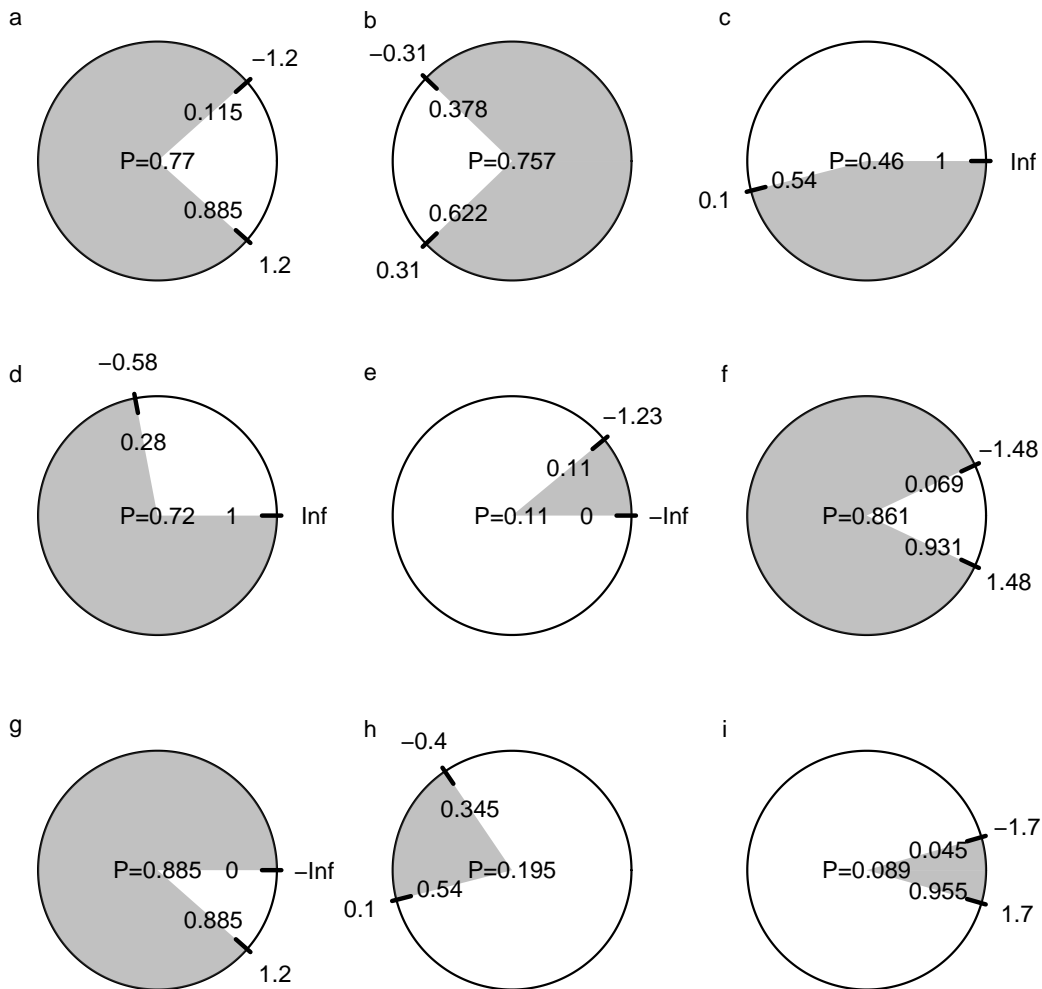 a
−1.2
0.115
P=0.77
0.885
1.2
b
−0.31
0.378
P=0.757
0.622
0.31
c
P=0.46
1
Inf
0.54
0.1
d
−0.58
0.28
P=0.72
1
Inf
e
−1.23
0.11
P=0.11
0
−Inf
f
−1.48
0.069
P=0.861
0.931
1.48
g
P=0.885
0
−Inf
0.885
1.2
h
−0.4
0.345
P=0.195
0.54
0.1
i
−1.7
0.045
P=0.089
0.955
1.7